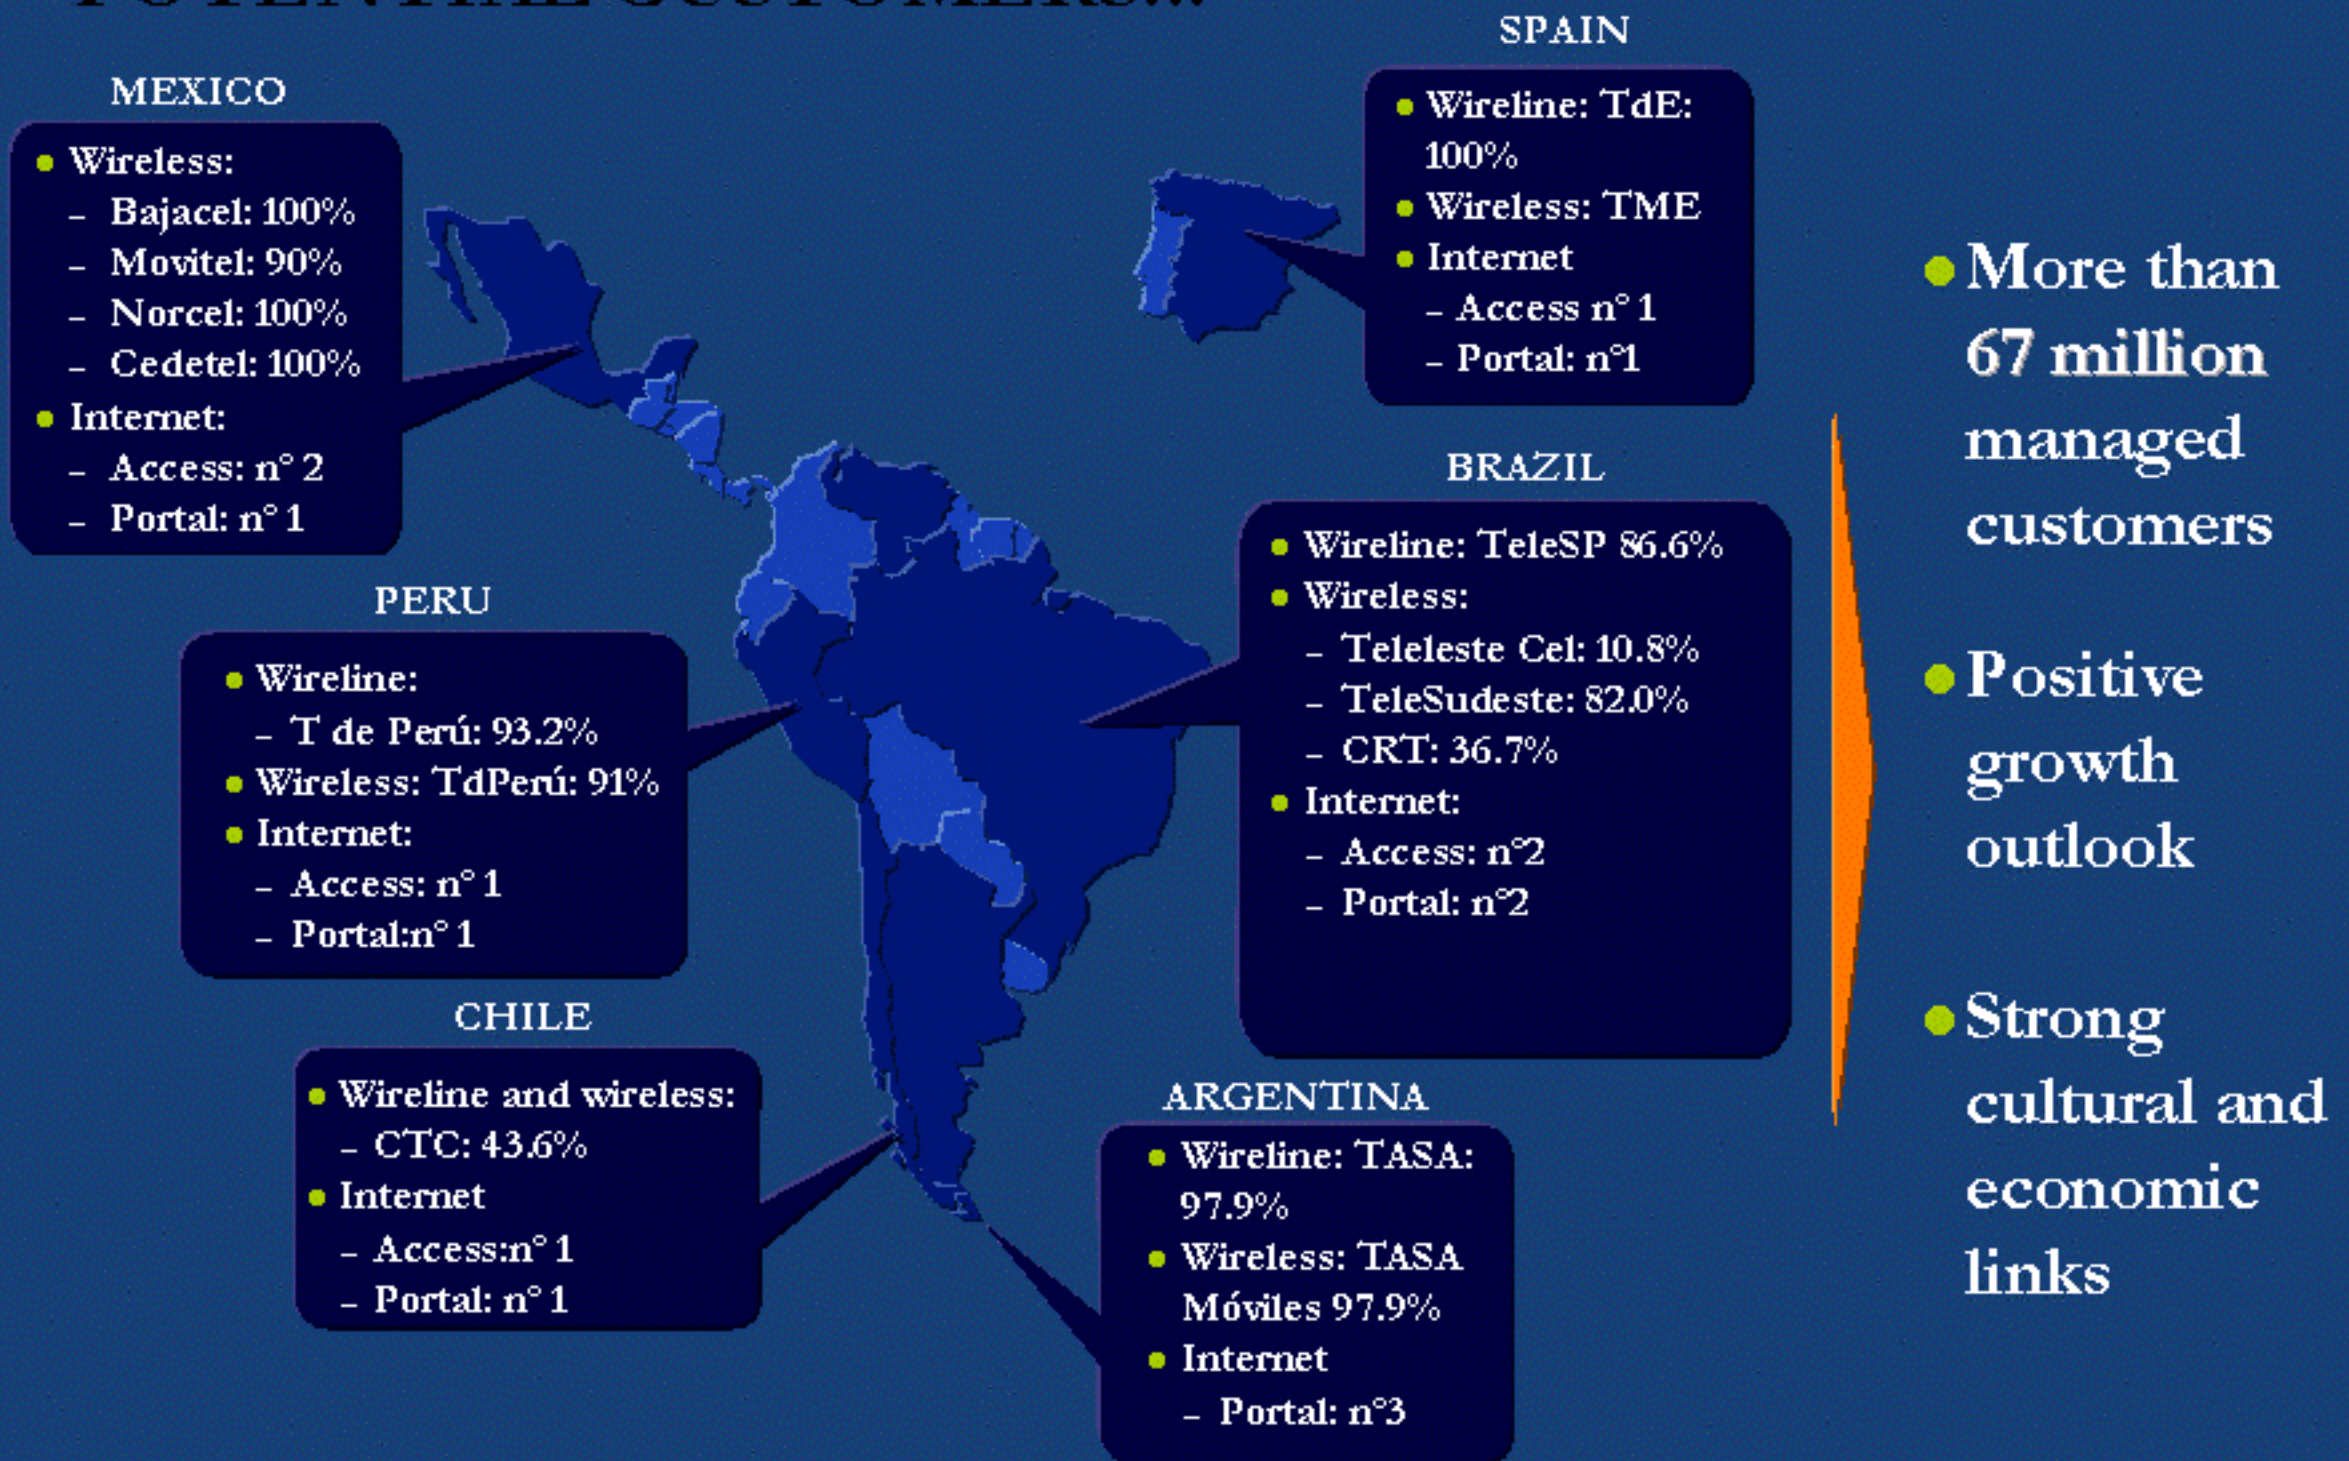 POTENTIAL CUSTOMERS...
MEXICO
Wireless:
– Bajacel: 100%
– Movitel: 90%
– Norcel: 100%
– Cedetel: 100%
Internet:
– Access: n° 2
– Portal: n° 1
SPAIN
Wireline: TdE:
100%
Wireless: TME
Internet
– Access n° 1
– Portal: n°1
PERU
Wireline:
– T de Perú: 93.2%
Wireless: TdPerú: 91%
Internet:
– Access: n° 1
– Portal:n° 1
BRAZIL
Wireline: TeleSP 86.6%
Wireless:
– Teleleste Cel: 10.8%
– TeleSudeste: 82.0%
– CRT: 36.7%
Internet:
– Access: n°2
– Portal: n°2
CHILE
Wireline and wireless:
– CTC: 43.6%
Internet
– Access:n° 1
– Portal: n° 1
ARGENTINA
Wireline: TASA:
97.9%
Wireless: TASA
Móviles 97.9%
Internet
– Portal: n°3
More than
67 million
managed
customers
Positive
growth
outlook
Strong
cultural and
economic
links